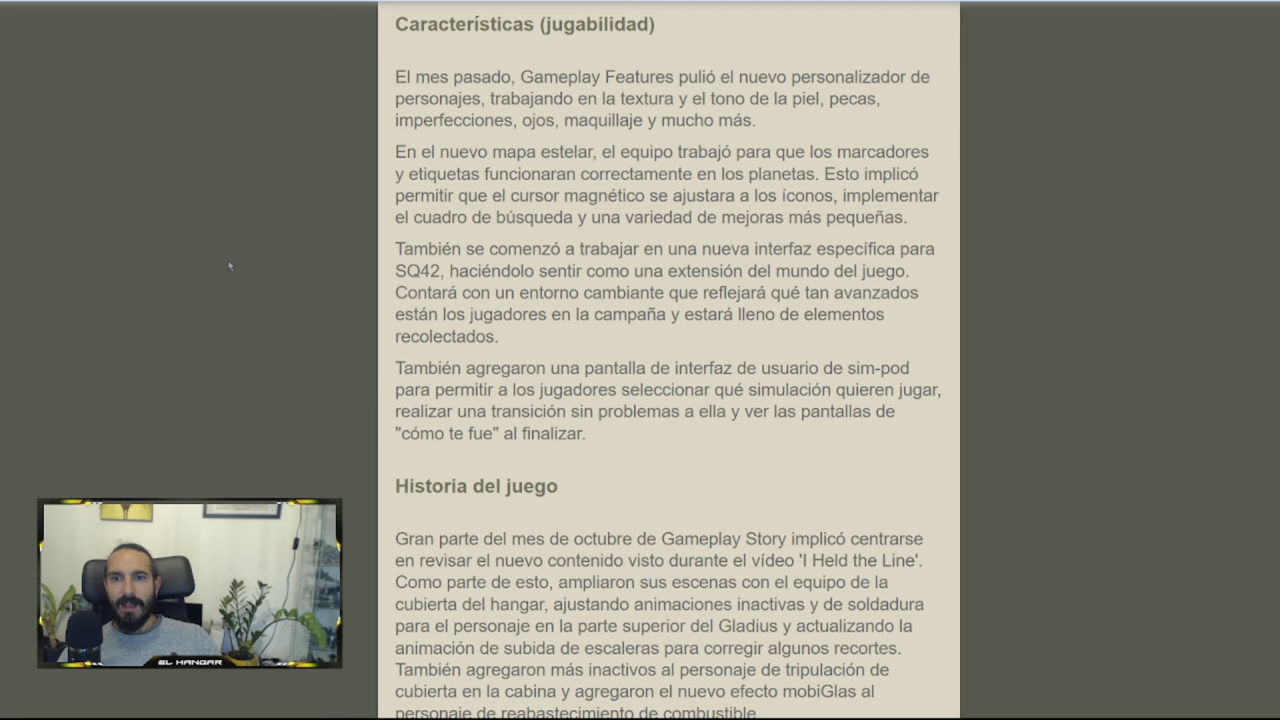 Características (jugabilidad)
El mes pasado, Gameplay Features pulió el nuevo personalizador de
personajes, trabajando en la textura y el tono de la piel, pecas,
imperfecciones, ojos, maquillaje y mucho más.
En el nuevo mapa estelar, el equipo trabajó para que los marcadores
y etiquetas funcionaran correctamente en los planetas. Esto implicó
permitir que el cursor magnético se ajustara a los íconos, implementar
el cuadro de búsqueda y una variedad de mejoras más pequeñas.
También se comenzó a trabajar en una nueva interfaz específica para
SQ42, haciéndolo sentir como una extensión del mundo del juego.
Contará con un entorno cambiante que reflejará qué tan avanzados
están los jugadores en la campaña y estará lleno de elementos
recolectados.
También agregaron una pantalla de interfaz de usuario de sim-pod
para permitir a los jugadores seleccionar qué simulación quieren jugar,
realizar una transición sin problemas a ella y ver las pantallas de
"cómo te fue" al finalizar.
Historia del juego
Gran parte del mes de octubre de Gameplay Story implicó centrarse
en revisar el nuevo contenido visto durante el vídeo 'I Held the Line'.
Como parte de esto, ampliaron sus escenas con el equipo de la
cubierta del hangar, ajustando animaciones inactivas y de soldadura
para el personaje en la parte superior del Gladius y actualizando la
animación de subida de escaleras para corregir algunos recortes.
También agregaron más inactivos al personaje de tripulación de
cubierta en la cabina y agregaron el nuevo efecto mobiGlas al
personaje de reabastecimiento de combustible.
EL HANGAR